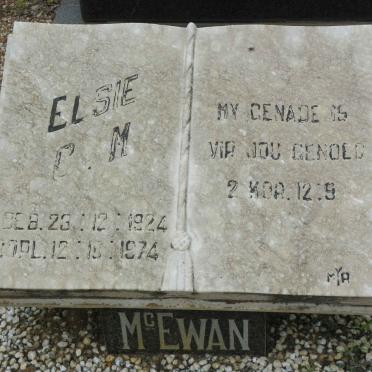 ELSIE
C. M
GEB. 23:12:1924
OORL. 12:10:1974
MY GENADE IS
VIR JOU GENOEG
2 KOR. 12:9
McEWAN